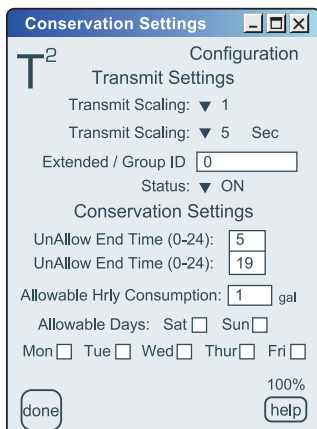 Conservation Settings
T2 Configuration
Transmit Settings
Transmit Scaling: ▼ 1
Transmit Scaling: ▼ 5 Sec
Extended / Group ID 0
Status: ▼ ON
Conservation Settings
UnAllow End Time (0-24): 5
UnAllow End Time (0-24): 19
Allowable Hrly Consumption: 1 gal
Allowable Days: Sat Sun
Mon Tue Wed Thur Fri
100%
done help